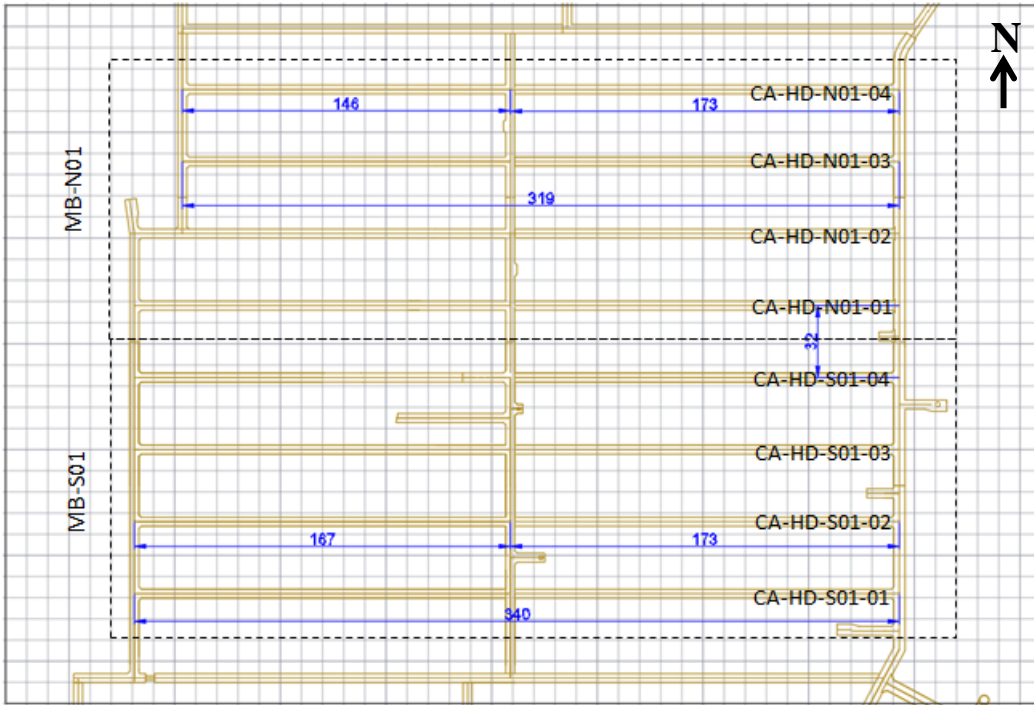 N
CA-HD-N01-04
146
173
CA-HD-N01-03
MB-N01
319
CA-HD-N01-02
CA-HD-N01-01
32
CA-HD-S01-04
CA-HD-S01-03
MB-S01
CA-HD-S01-02
167
173
CA-HD-S01-01
340